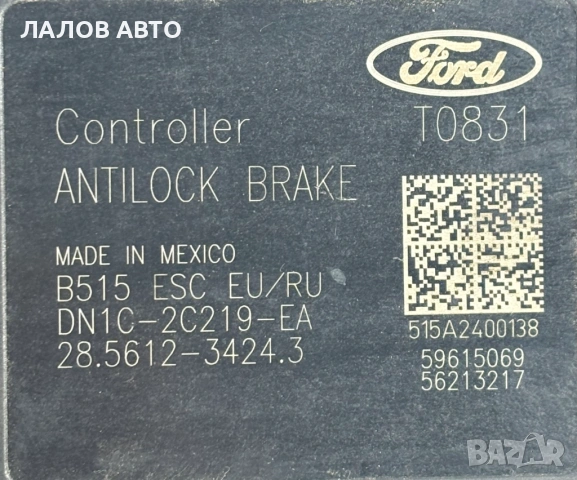 ЛАЛОВ АВТО
Ford
Controller T0831
ANTILOCK BRAKE
MADE IN MEXICO
B515 ESC EU/RU
DN1C-2C219-EA
28.5612-3424.3
515A2400138
59615069
56213217
BAZAR